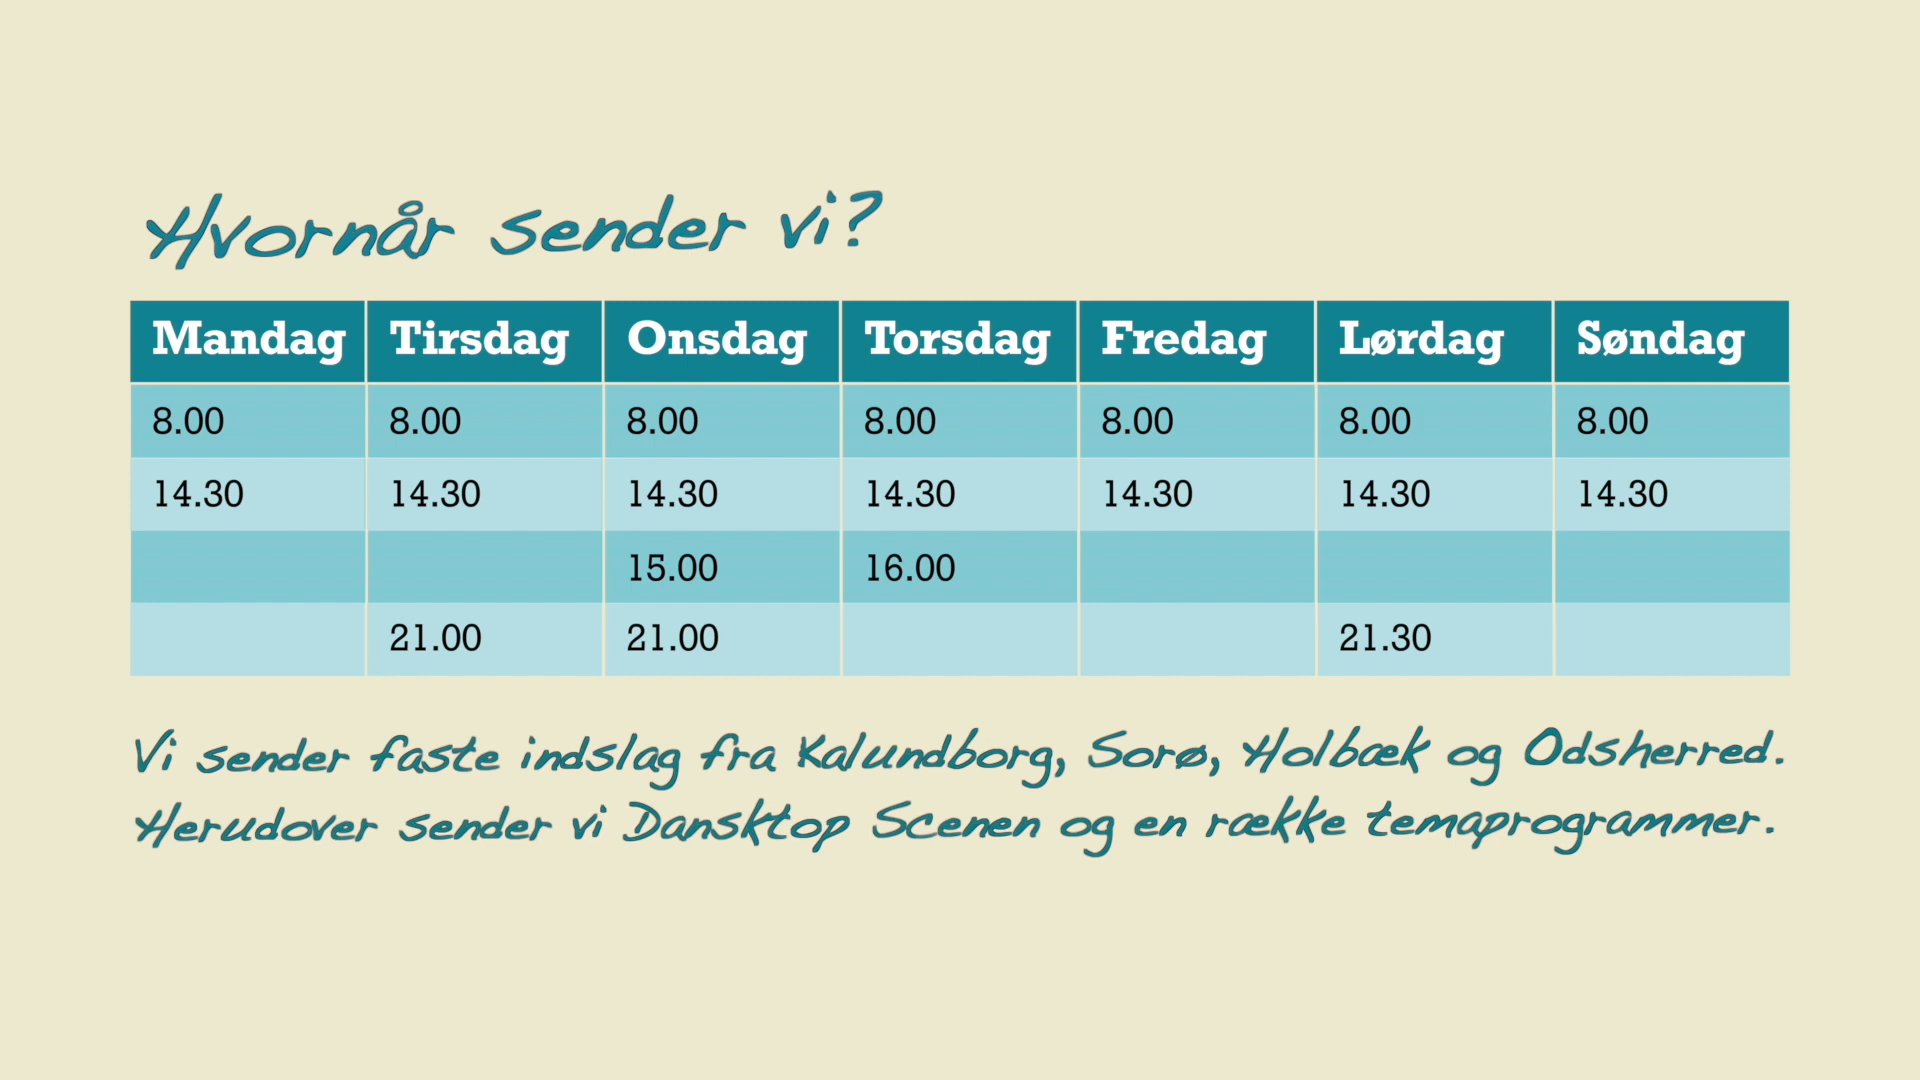 Hvornår sender vi?
Mandag Tirsdag Onsdag Torsdag Fredag Lørdag Søndag
8.00 8.00 8.00 8.00 8.00 8.00 8.00
14.30 14.30 14.30 14.30 14.30 14.30 14.30
15.00 16.00
21.00 21.00 21.30
Vi sender faste indslag fra Kalundborg, Sorø, Holbæk og Odsherred.
Herudover sender vi Dansktop Scenen og en række temaprogrammer.